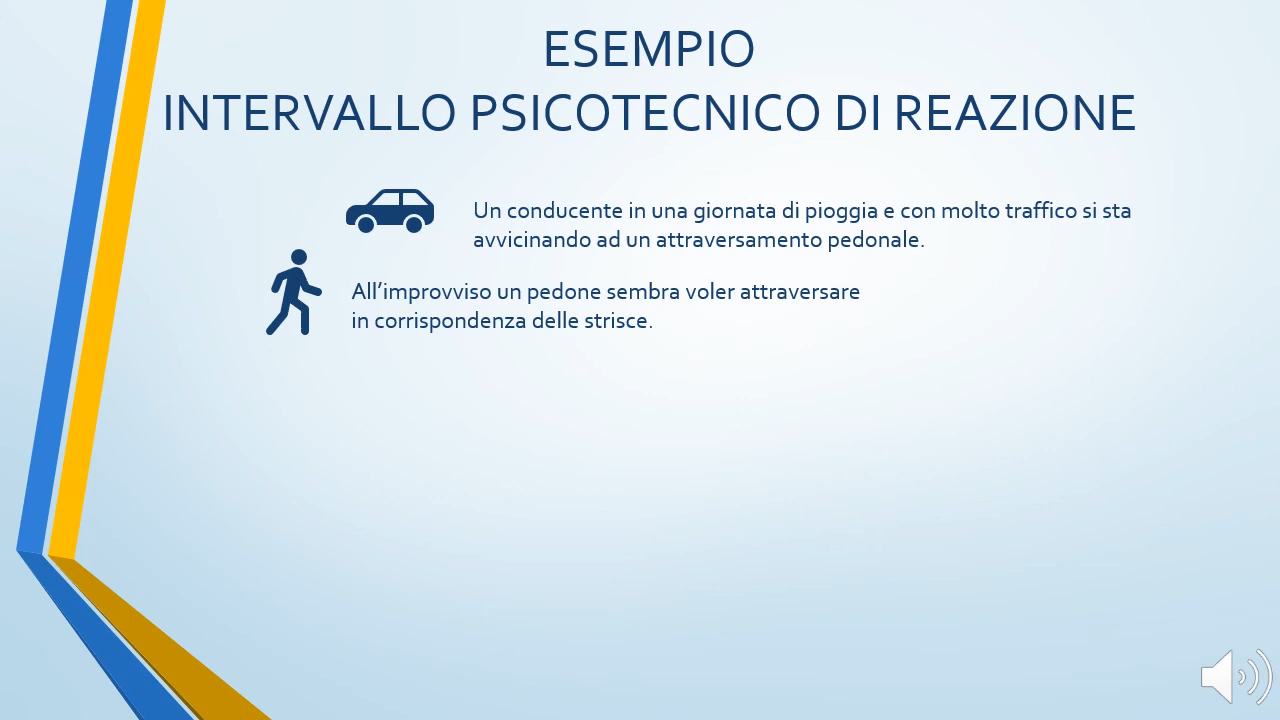 ESEMPIO
INTERVALLO PSICOTECNICO DI REAZIONE
Un conducente in una giornata di pioggia e con molto traffico si sta
avvicinando ad un attraversamento pedonale.
All'improvviso un pedone sembra voler attraversare
in corrispondenza delle strisce.